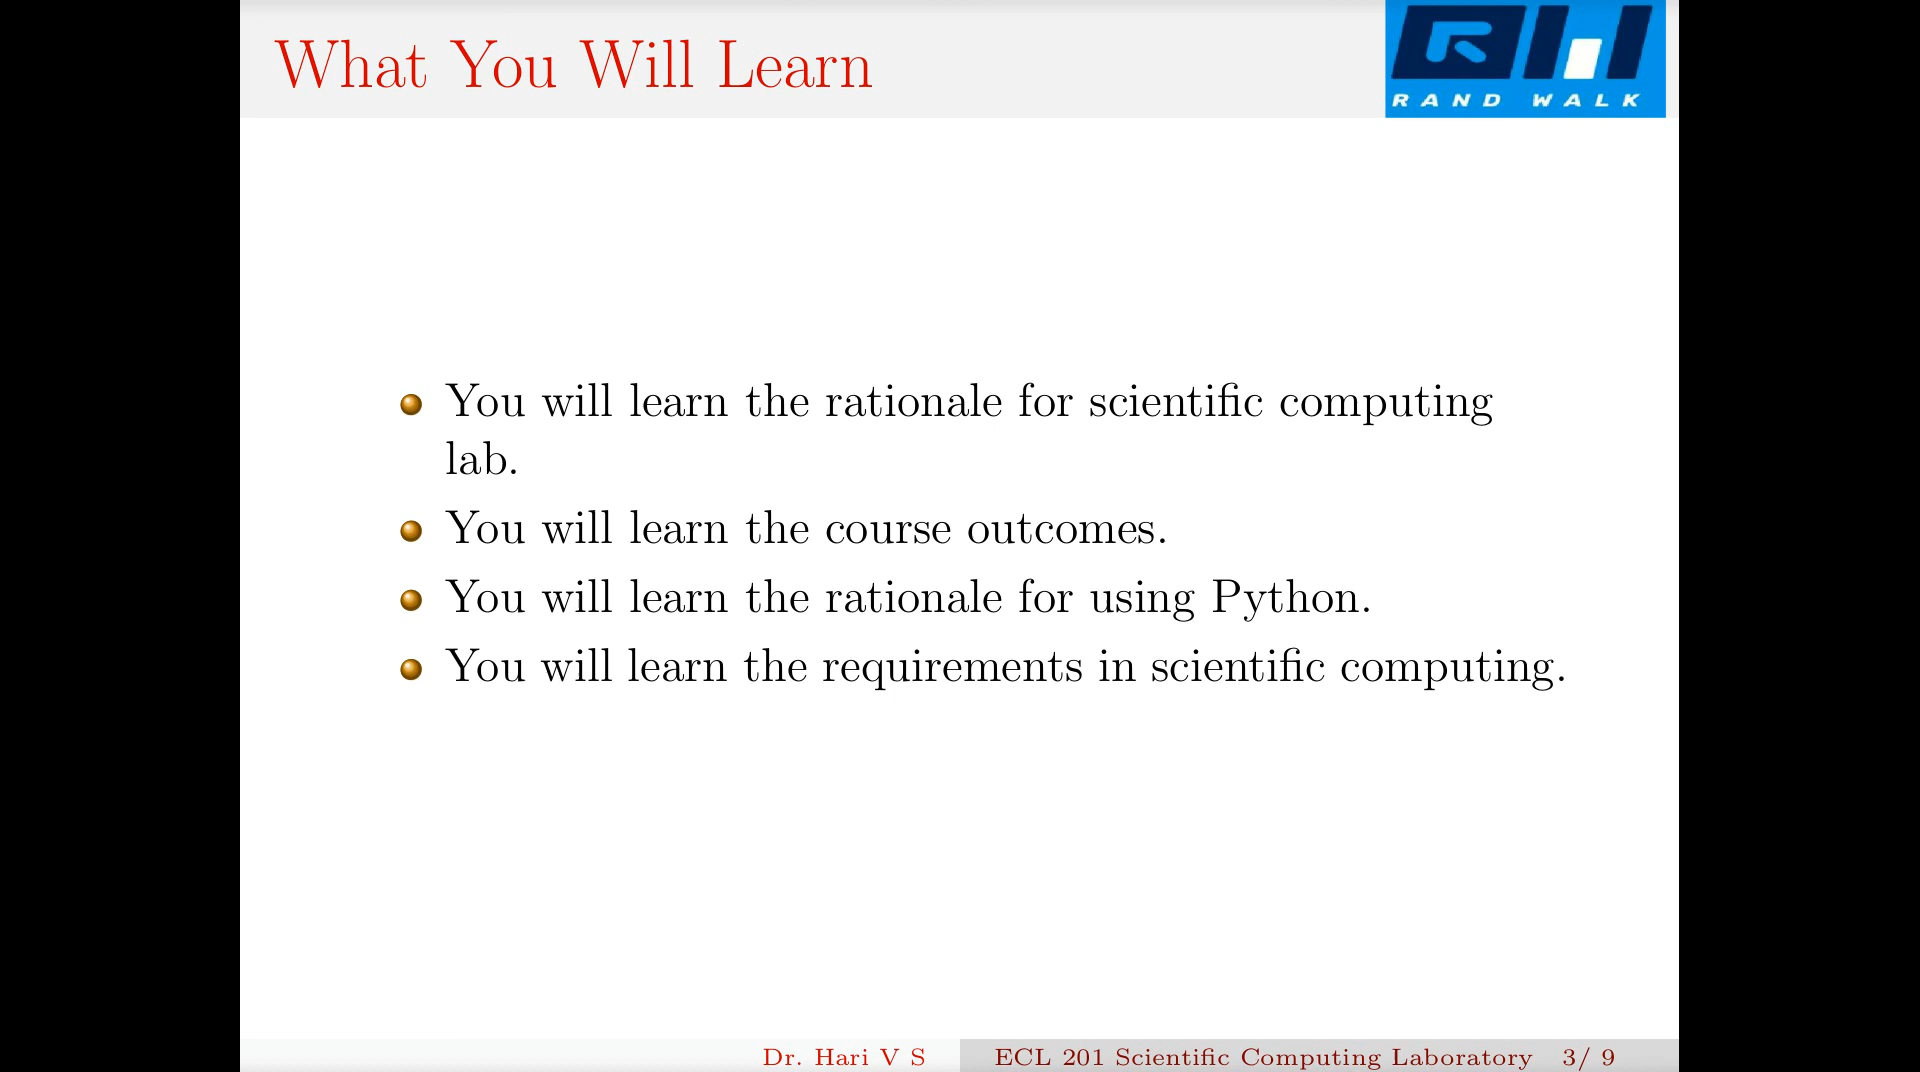 What You Will Learn
RW
RAND WALK
You will learn the rationale for scientific computing
lab.
You will learn the course outcomes.
You will learn the rationale for using Python.
You will learn the requirements in scientific computing.
Dr. Hari V S
ECL 201 Scientific Computing Laboratory 3/ 9